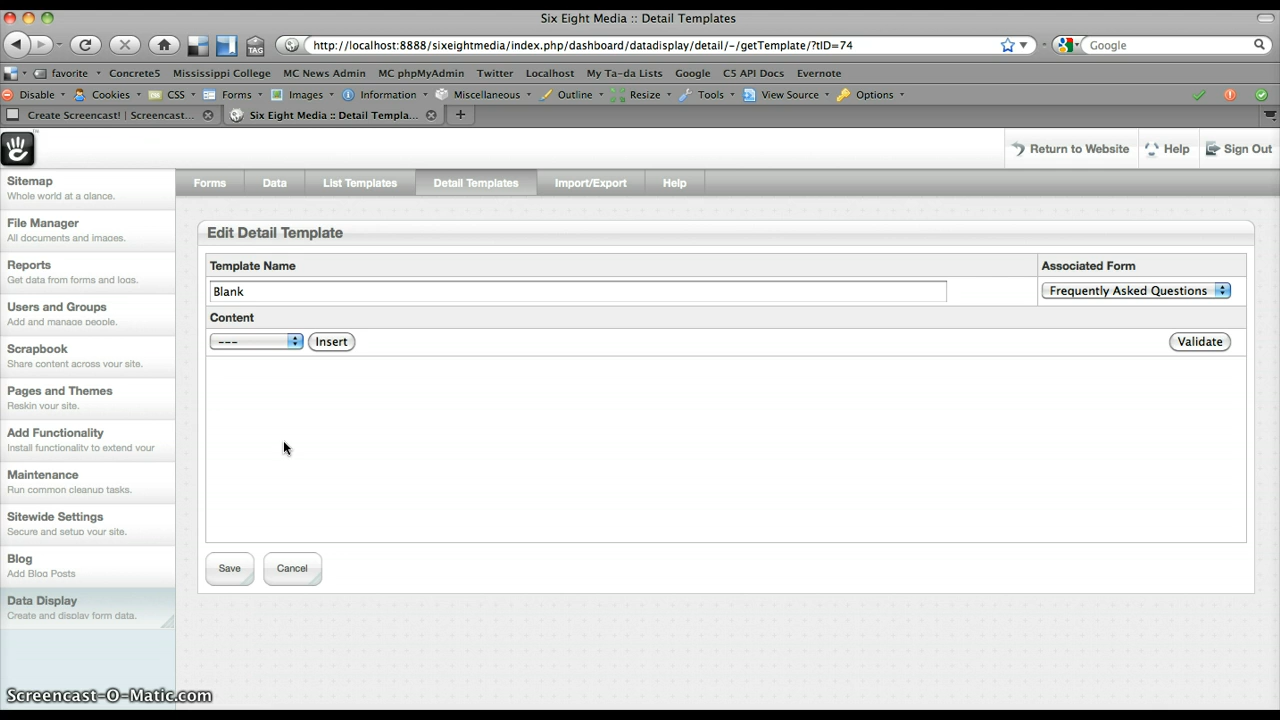 Six Eight Media :: Detail Templates
http://localhost:8888/sixeightmedia/index.php/dashboard/datadisplay/detail/-/getTemplate/?tID=74
Google
TAG
favorite Concrete5 Mississippi College MC News Admin MC phpMyAdmin Twitter Localhost My Ta-da Lists Google C5 API Docs Evernote
Disable Cookies CSS Forms Images Information Miscellaneous Outline Resize Tools View Source Options
Create Screencast! | Screencast... Six Eight Media :: Detail Templa...
Return to Website Help Sign Out
Forms Data List Templates Detail Templates Import/Export Help
Sitemap
Whole world at a glance.
File Manager
All documents and images.
Reports
Get data from forms and logs.
Users and Groups
Add and manage people.
Scrapbook
Share content across your site.
Pages and Themes
Reskin your site.
Add Functionality
Install functionality to extend your
Maintenance
Run common cleanup tasks.
Sitewide Settings
Secure and setup your site.
Blog
Add Blog Posts
Data Display
Create and display form data.
Edit Detail Template
Template Name Associated Form
Blank Frequently Asked Questions
Content
--- Insert Validate
Save Cancel
Screencast-O-Matic.com